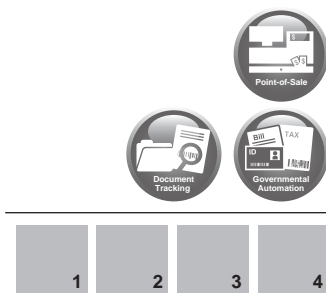 $
$ $
Point-of-Sale
Bill TAX
ID
Document
Tracking
Governmental
Automation
1 2 3 4